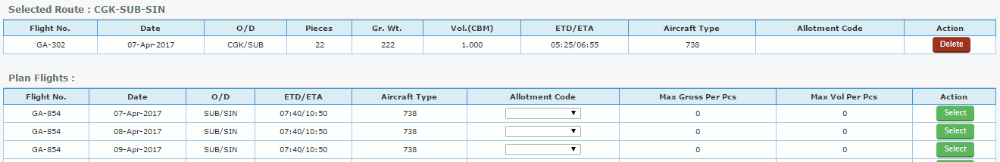 Selected Route : CGK-SUB-SIN
Flight No. Date O/D Pieces Gr. Wt. Vol.(CBM) ETD/ETA Aircraft Type Allotment Code Action
GA-302 07-Apr-2017 CGK/SUB 22 222 1.000 05:25/06:55 738 Delete
Plan Flights :
Flight No. Date O/D ETD/ETA Aircraft Type Allotment Code Max Gross Per Pcs Max Vol Per Pcs Action
GA-854 07-Apr-2017 SUB/SIN 07:40/10:50 738 0 0 Select
GA-854 08-Apr-2017 SUB/SIN 07:40/10:50 738 0 0 Select
GA-854 09-Apr-2017 SUB/SIN 07:40/10:50 738 0 0 Select